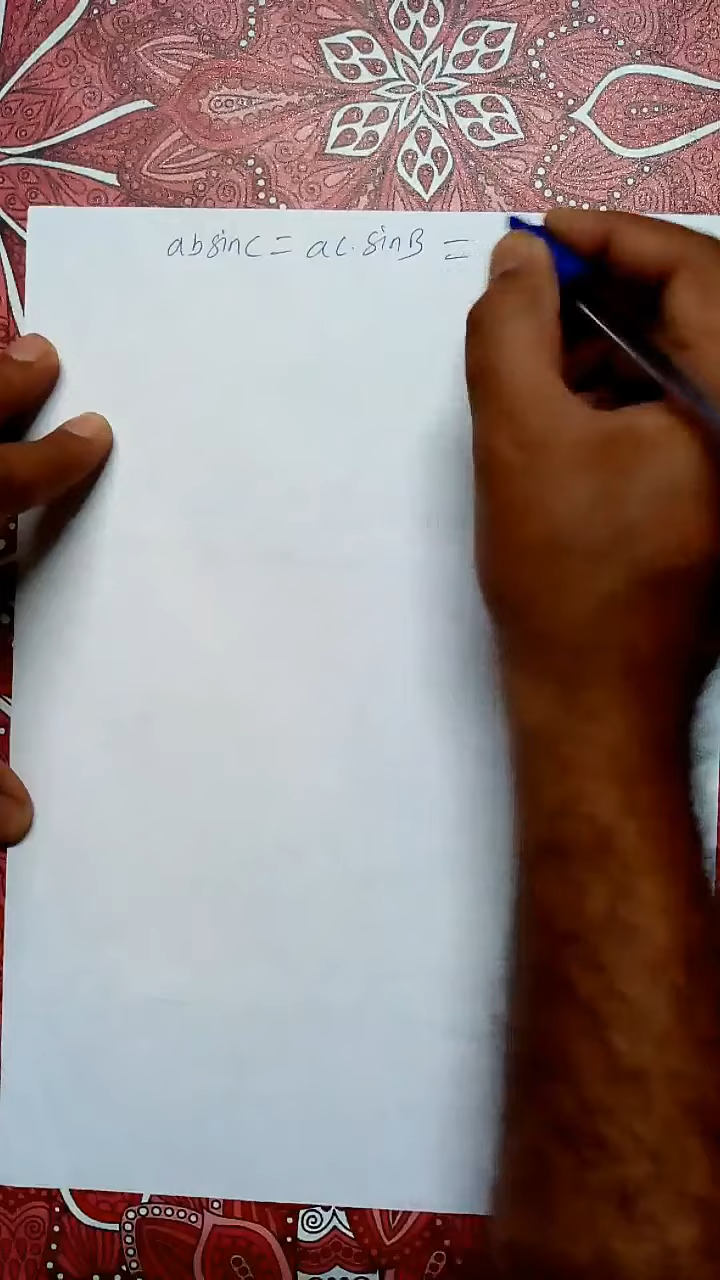 absinC = ac. sinB =